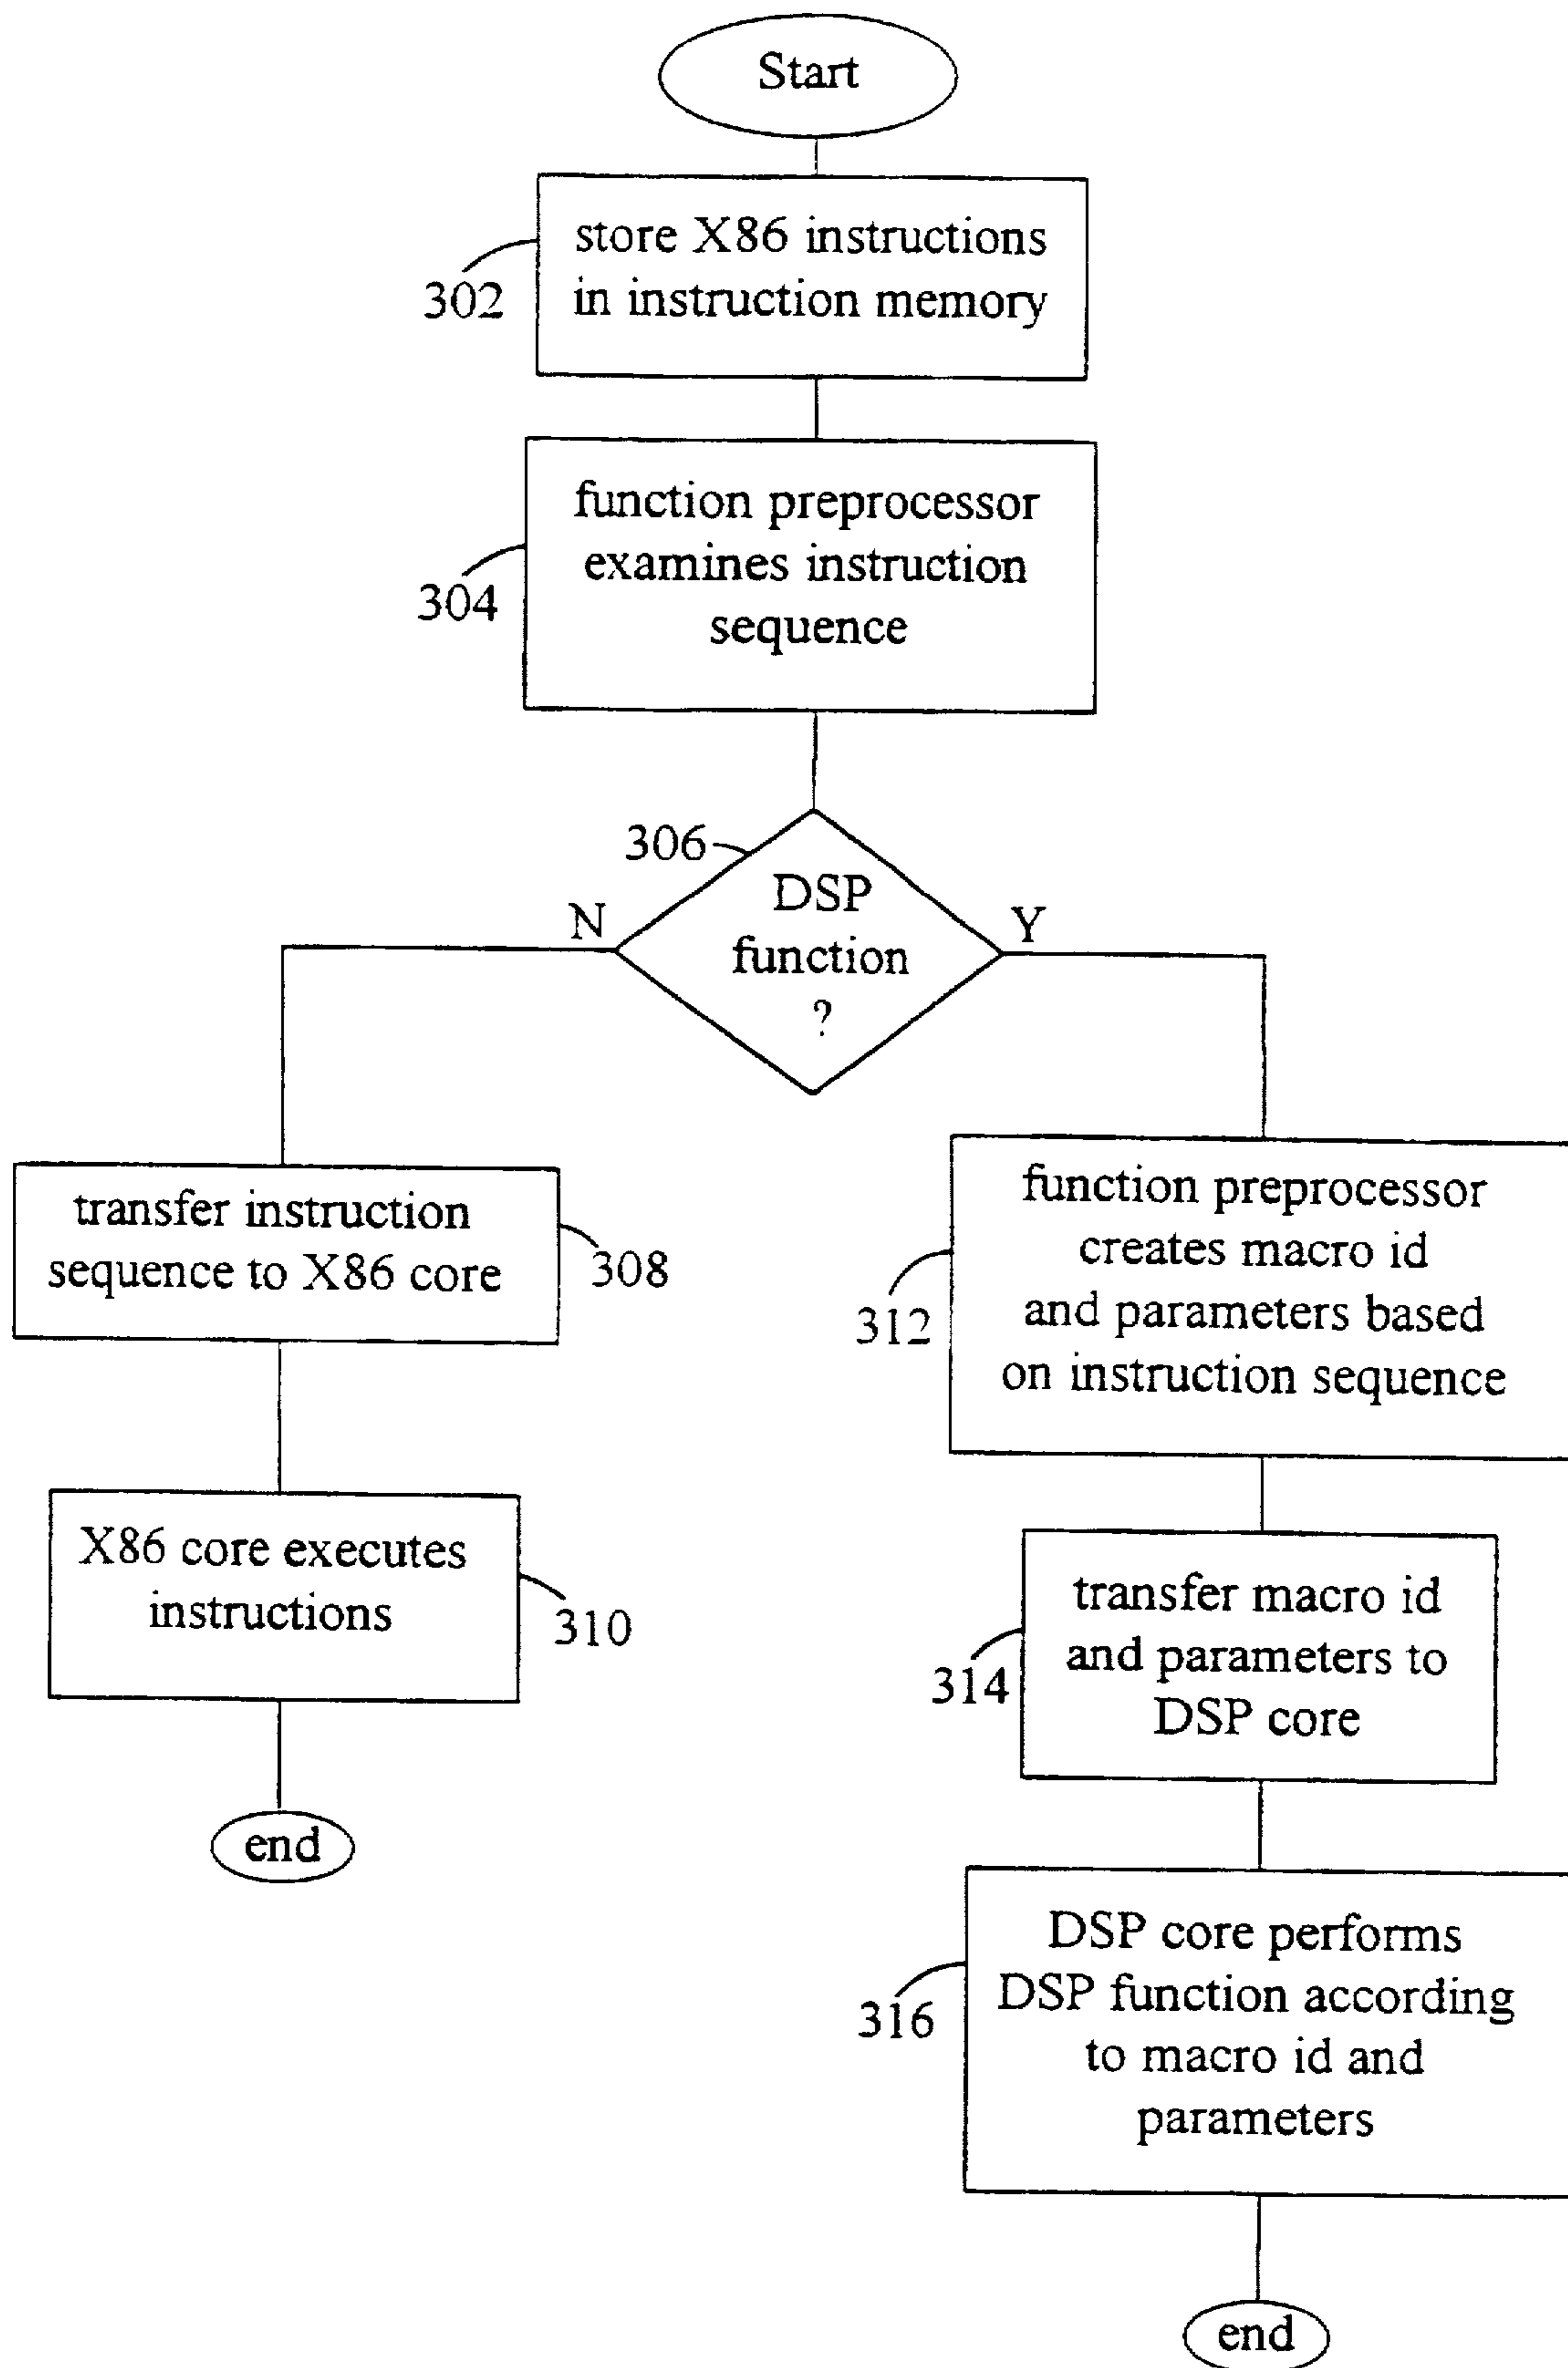 Start
store X86 instructions
in instruction memory
302
function preprocessor
examines instruction
sequence
304
306
DSP
function
?
N
Y
transfer instruction
sequence to X86 core
308
X86 core executes
instructions
310
end
function preprocessor
creates macro id
and parameters based
on instruction sequence
312
transfer macro id
and parameters to
DSP core
314
DSP core performs
DSP function according
to macro id and
parameters
316
end